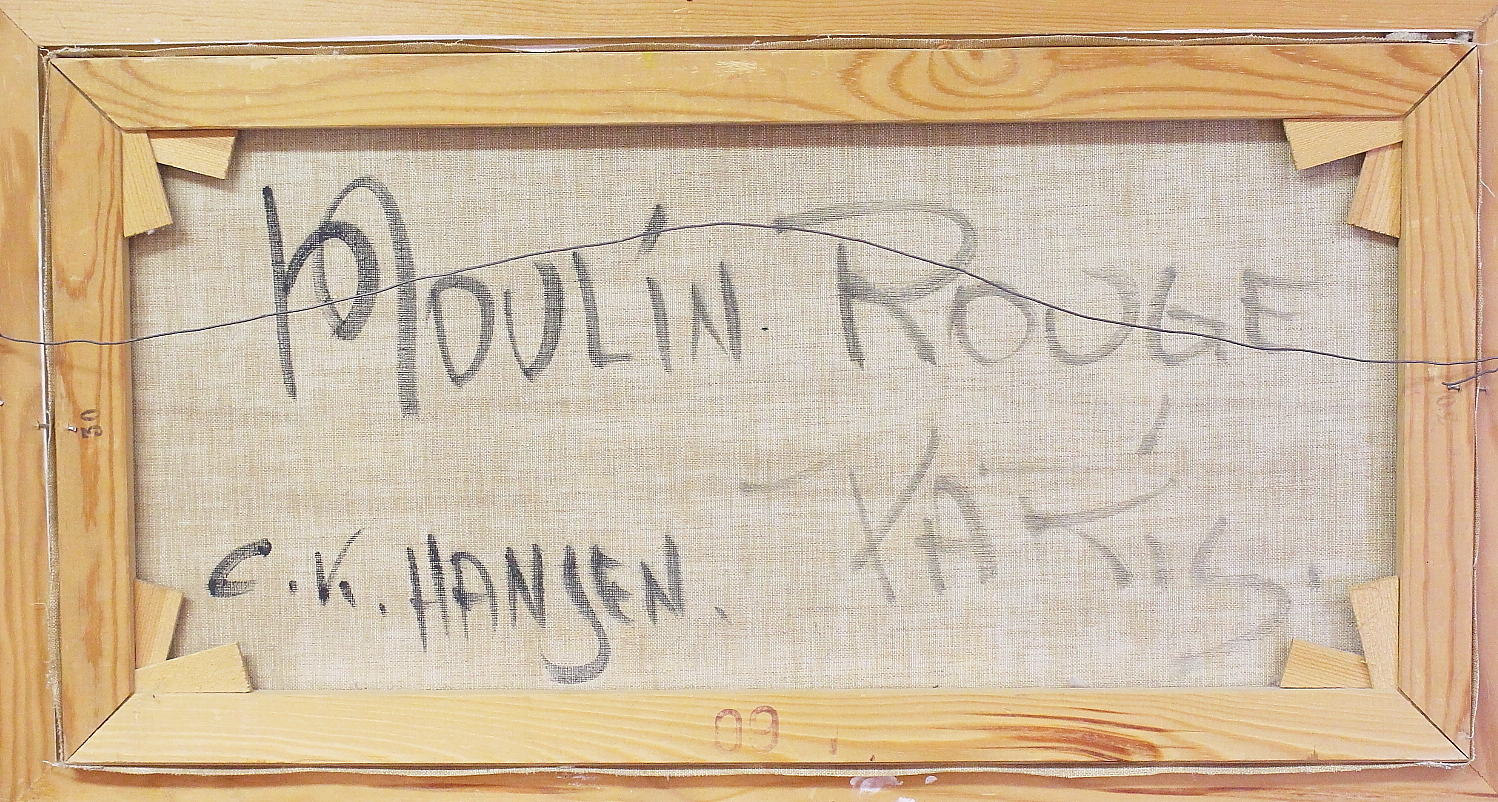 MOULIN ROUGE
PARIS.
C.K. HANSEN.
30
60